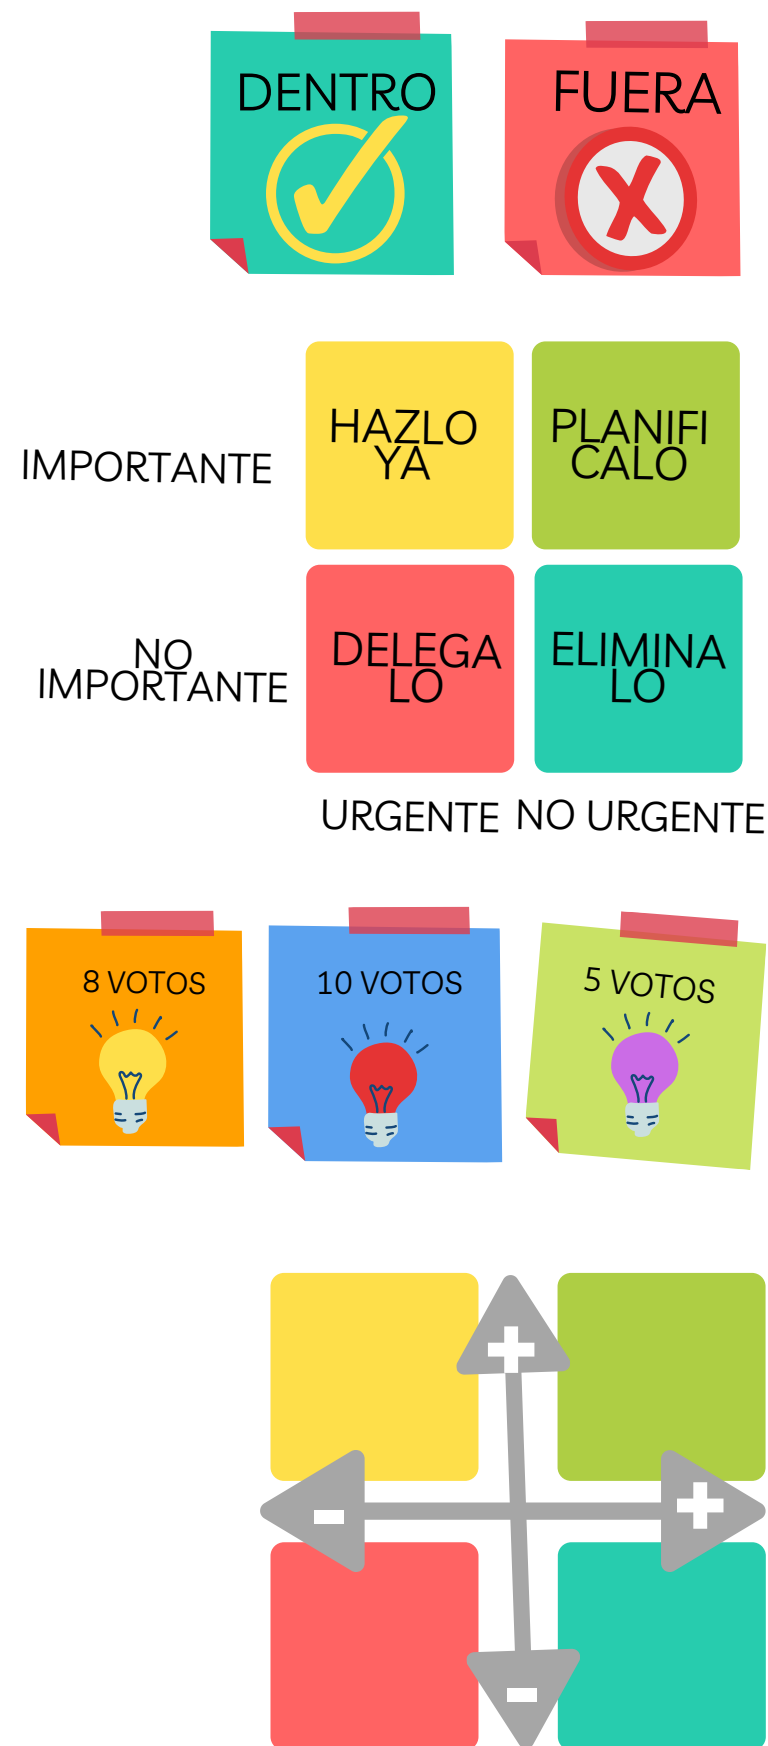 DENTRO
FUERA
HAZLO
YA
PLANIFI
CALO
IMPORTANTE
NO
IMPORTANTE
DELEGA
LO
ELIMINA
LO
URGENTE
NO URGENTE
8 VOTOS
10 VOTOS
5 VOTOS
+
-
+
-